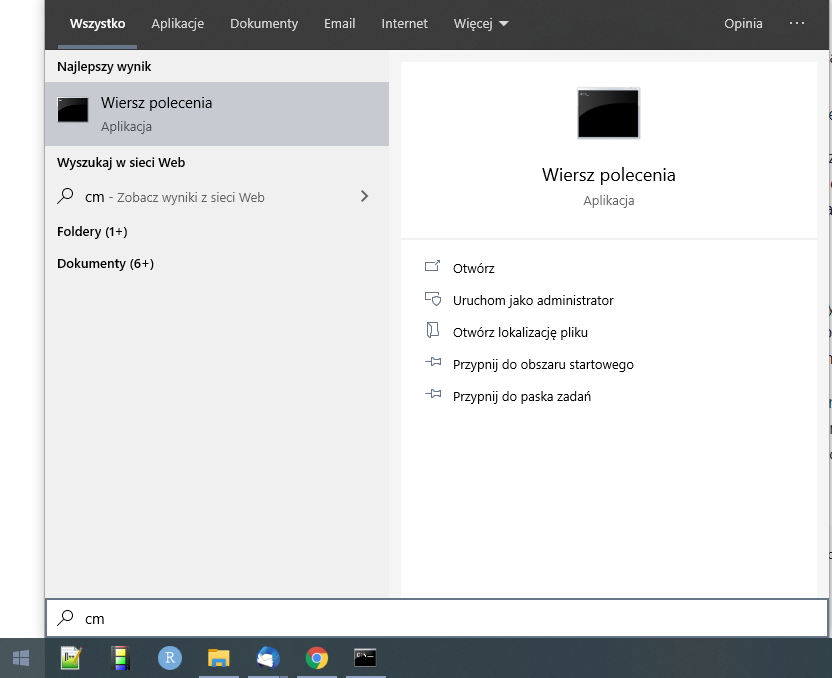 Wszystko Aplikacje Dokumenty Email Internet Więcej Opinia
Najlepszy wynik
Wiersz polecenia
Aplikacja
Wyszukaj w sieci Web
cm - Zobacz wyniki z sieci Web
Foldery (1+)
Dokumenty (6+)
Wiersz polecenia
Aplikacja
Otwórz
Uruchom jako administrator
Otwórz lokalizację pliku
Przypnij do obszaru startowego
Przypnij do paska zadań
cm
R